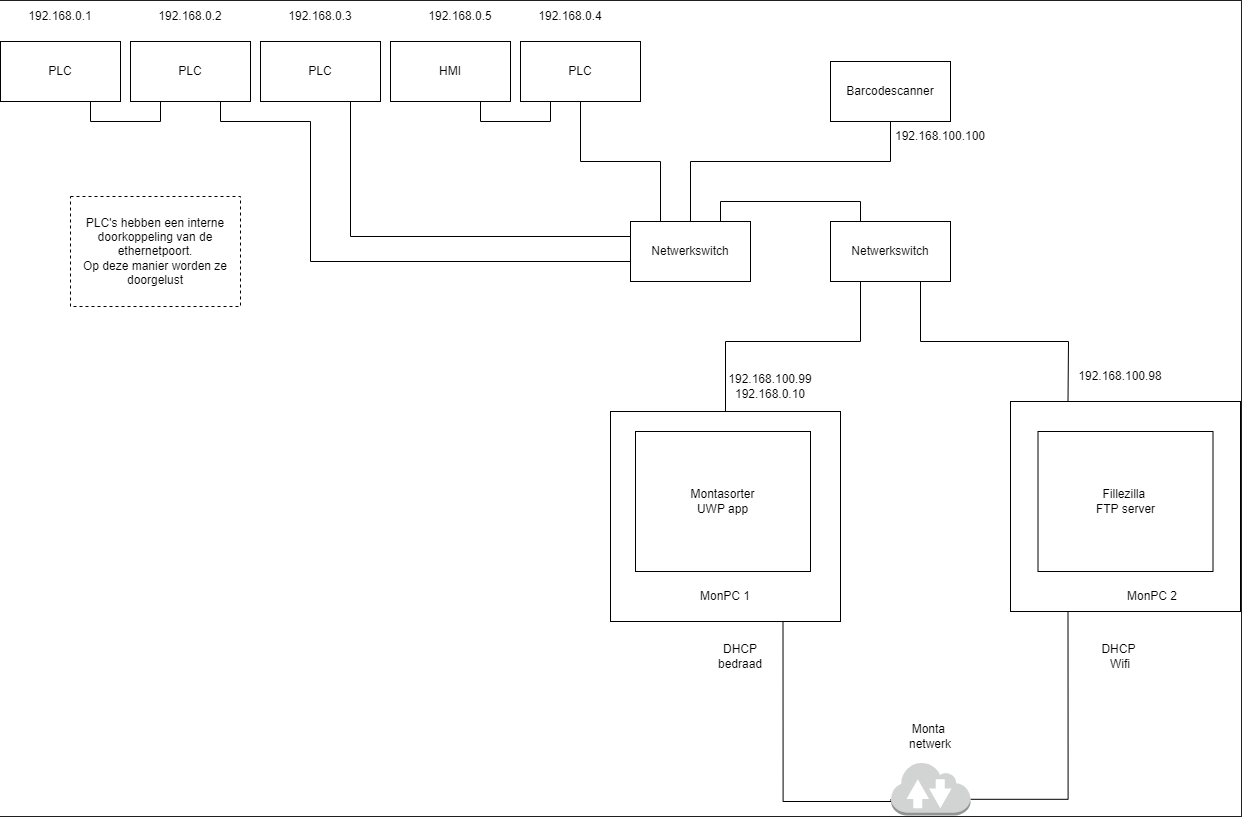 192.168.0.1
192.168.0.2
192.168.0.3
192.168.0.5
192.168.0.4
PLC
PLC
PLC
HMI
PLC
Barcodescanner
192.168.100.100
PLC's hebben een interne
doorkoppeling van de
ethernetpoort.
Op deze manier worden ze
doorgelust
Netwerkswitch
Netwerkswitch
192.168.100.99
192.168.0.10
192.168.100.98
Montasorter
UWP app
MonPC 1
Fillezilla
FTP server
MonPC 2
DHCP
bedraad
DHCP
Wifi
Monta
netwerk